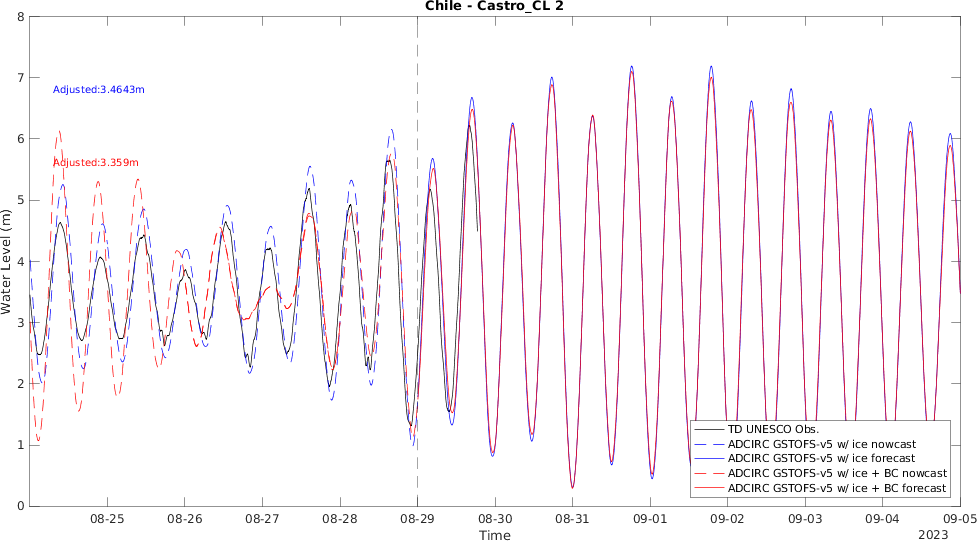 Chile - Castro_CL 2
8
7
6
5
4
3
2
1
0
Water Level (m)
Adjusted:3.4643m
Adjusted:3.359m
TD UNESCO Obs.
ADCIRC GSTOFS-v5 w/ ice nowcast
ADCIRC GSTOFS-v5 w/ ice forecast
ADCIRC GSTOFS-v5 w/ ice + BC nowcast
ADCIRC GSTOFS-v5 w/ ice + BC forecast
08-25 08-26 08-27 08-28 08-29 08-30 08-31 09-01 09-02 09-03 09-04 09-05
Time
2023